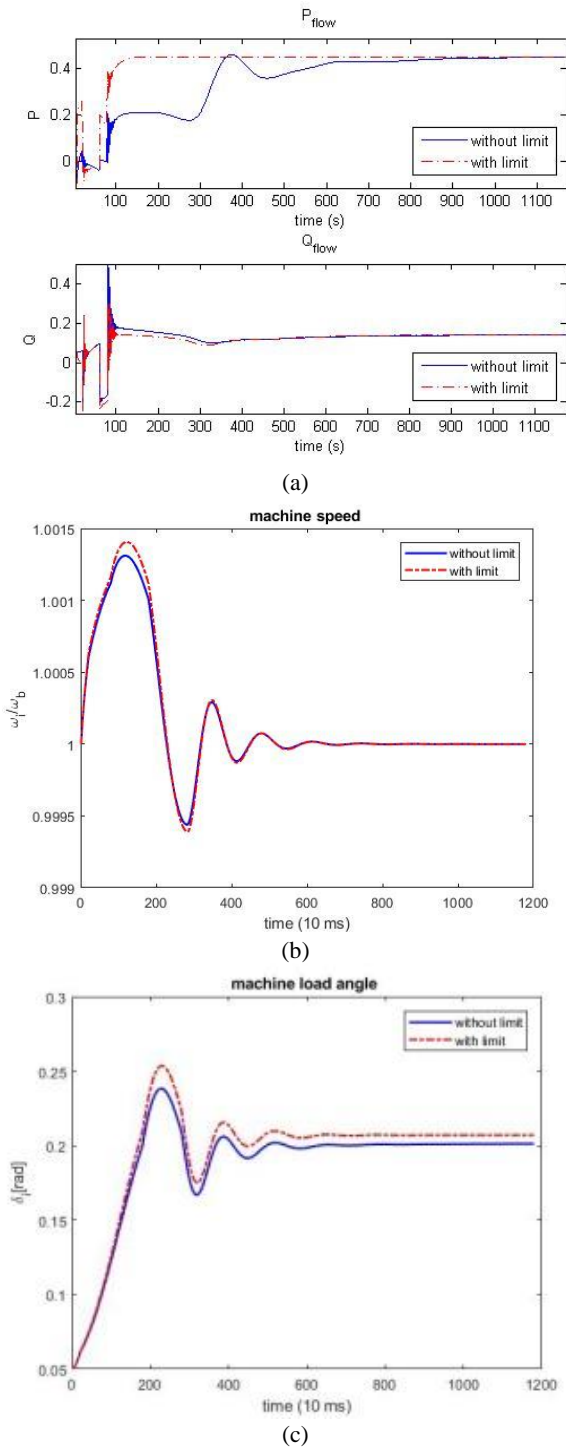 P_flow
0.4
0.2
0
P
without limit
with limit
100 200 300 400 500 600 700 800 900 1000 1100
time (s)
Q_flow
0.4
0.2
0
-0.2
Q
without limit
with limit
100 200 300 400 500 600 700 800 900 1000 1100
time (s)
(a)
machine speed
1.0015
1.001
1.0005
1
0.9995
0.999
ω_i/ω_b
without limit
with limit
0 200 400 600 800 1000 1200
time (10 ms)
(b)
machine load angle
0.3
0.25
0.2
0.15
0.1
0.05
δ_i[rad]
without limit
with limit
0 200 400 600 800 1000 1200
time (10 ms)
(c)